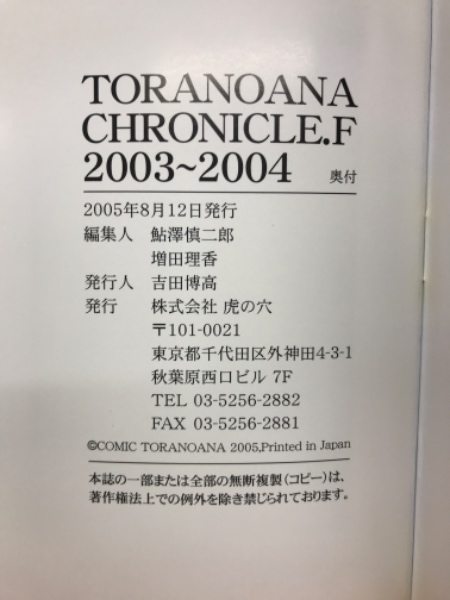 TORANOANA
CHRONICLE.F
2003~2004 奥付
2005年8月12日発行
編集人 鮎澤慎二郎
増田理香
発行人 吉田博高
発行 株式会社 虎の穴
〒101-0021
東京都千代田区外神田4-3-1
秋葉原西口ビル 7F
TEL 03-5256-2882
FAX 03-5256-2881
©COMIC TORANOANA 2005,Printed in Japan
本誌の一部または全部の無断複製(コピー)は、
著作権法上での例外を除き禁じられております。